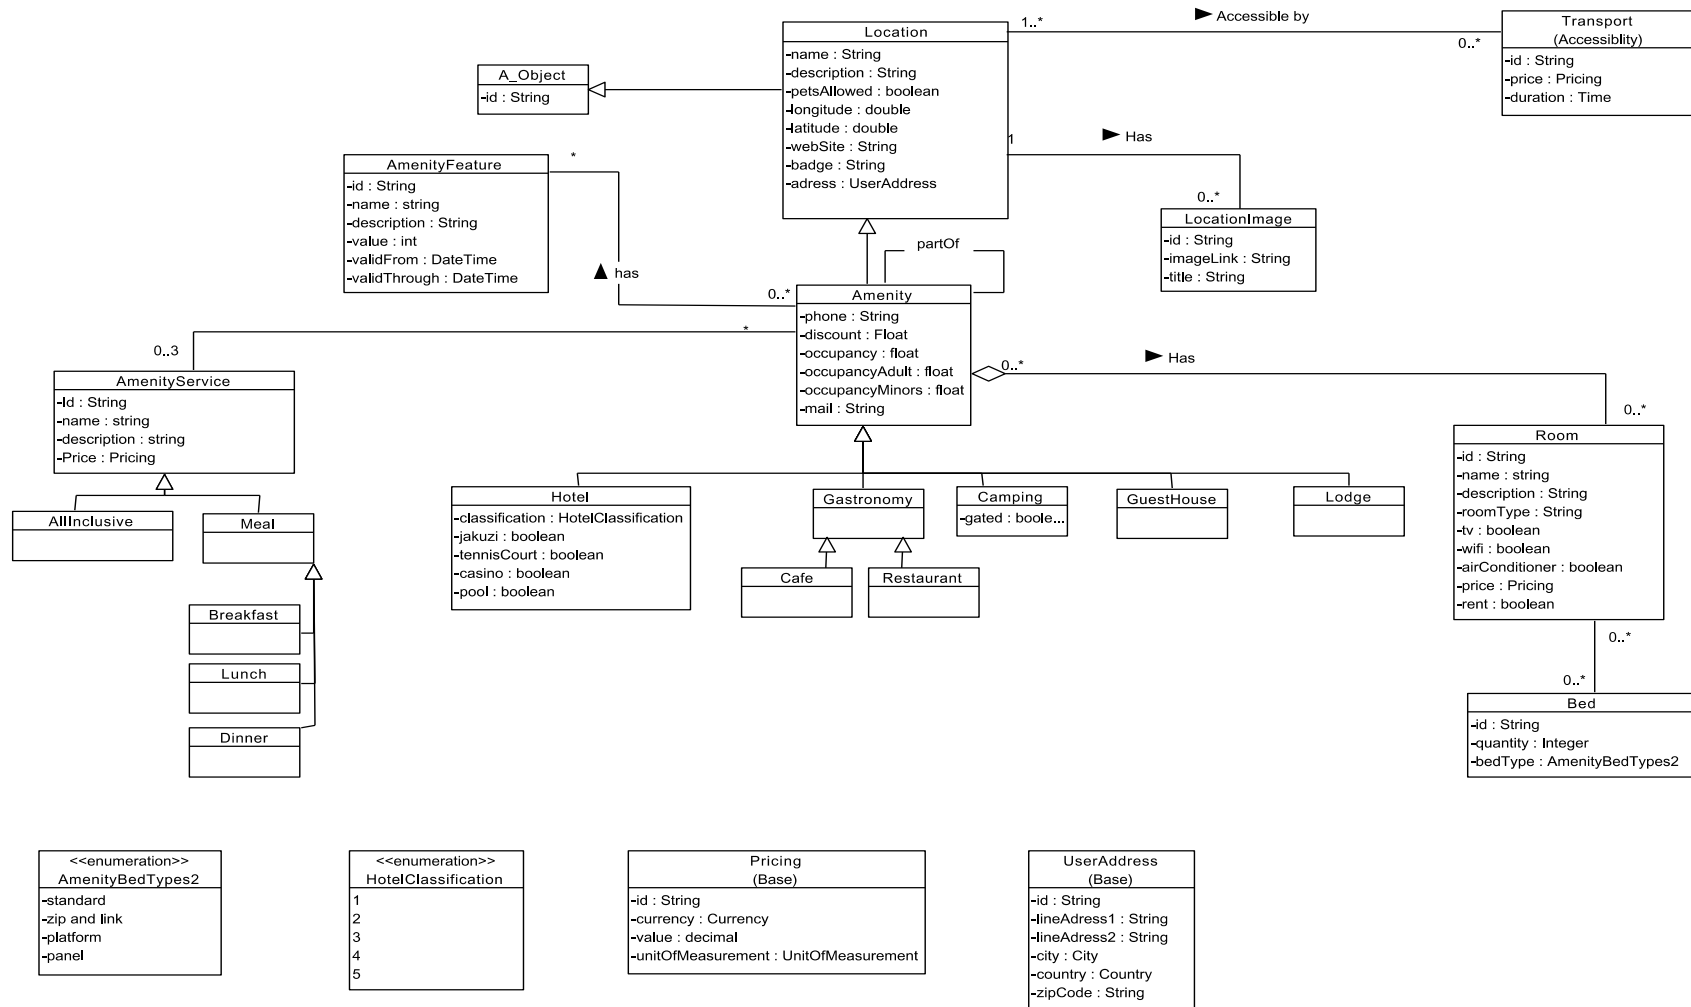 Location
-name : String
-description : String
-petsAllowed : boolean
-longitude : double
-latitude : double
-webSite : String
-badge : String
-adress : UserAddress
1..*
► Accessible by
0..*
Transport
(Accessiblity)
-id : String
-price : Pricing
-duration : Time
A_Object
-id : String
1
► Has
0..*
LocationImage
-id : String
-imageLink : String
-title : String
AmenityFeature
-id : String
-name : string
-description : String
-value : int
-validFrom : DateTime
-validThrough : DateTime
*
▲ has
0..*
partOf
Amenity
-phone : String
-discount : Float
-occupancy : float
-occupancyAdult : float
-occupancyMinors : float
-mail : String
*
0..3
AmenityService
-Id : String
-name : string
-description : string
-Price : Pricing
0..*
► Has
0..*
Room
-id : String
-name : string
-description : String
-roomType : String
-tv : boolean
-wifi : boolean
-airConditioner : boolean
-price : Pricing
-rent : boolean
AllInclusive
Meal
Breakfast
Lunch
Dinner
Hotel
-classification : HotelClassification
-jakuzi : boolean
-tennisCourt : boolean
-casino : boolean
-pool : boolean
Gastronomy
Cafe
Restaurant
Camping
-gated : boole...
GuestHouse
Lodge
0..*
0..*
Bed
-id : String
-quantity : Integer
-bedType : AmenityBedTypes2
<<enumeration>>
AmenityBedTypes2
-standard
-zip and link
-platform
-panel
<<enumeration>>
HotelClassification
1
2
3
4
5
Pricing
(Base)
-id : String
-currency : Currency
-value : decimal
-unitOfMeasurement : UnitOfMeasurement
UserAddress
(Base)
-id : String
-lineAdress1 : String
-lineAdress2 : String
-city : City
-country : Country
-zipCode : String